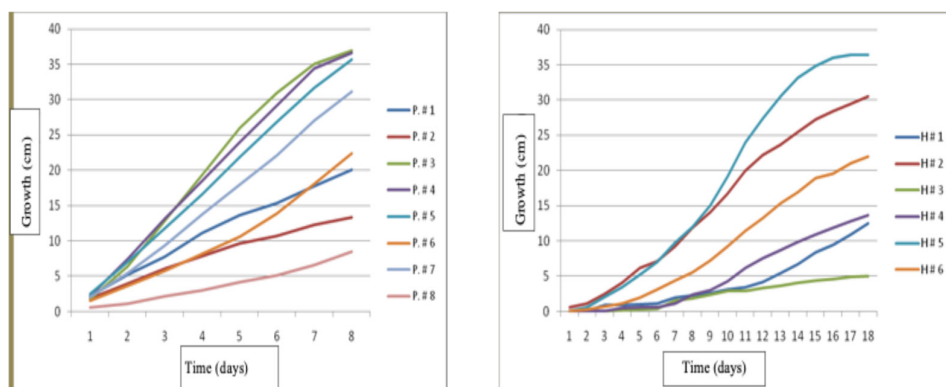 40
35
30
25
20
15
10
5
0
Growth (cm)
1 2 3 4 5 6 7 8
Time (days)
P. # 1
P. # 2
P. # 3
P. # 4
P. # 5
P. # 6
P. # 7
P. # 8
40
35
30
25
20
15
10
5
0
Growth (cm)
1 2 3 4 5 6 7 8 9 10 11 12 13 14 15 16 17 18
Time (days)
H# 1
H# 2
H# 3
H# 4
H# 5
H# 6